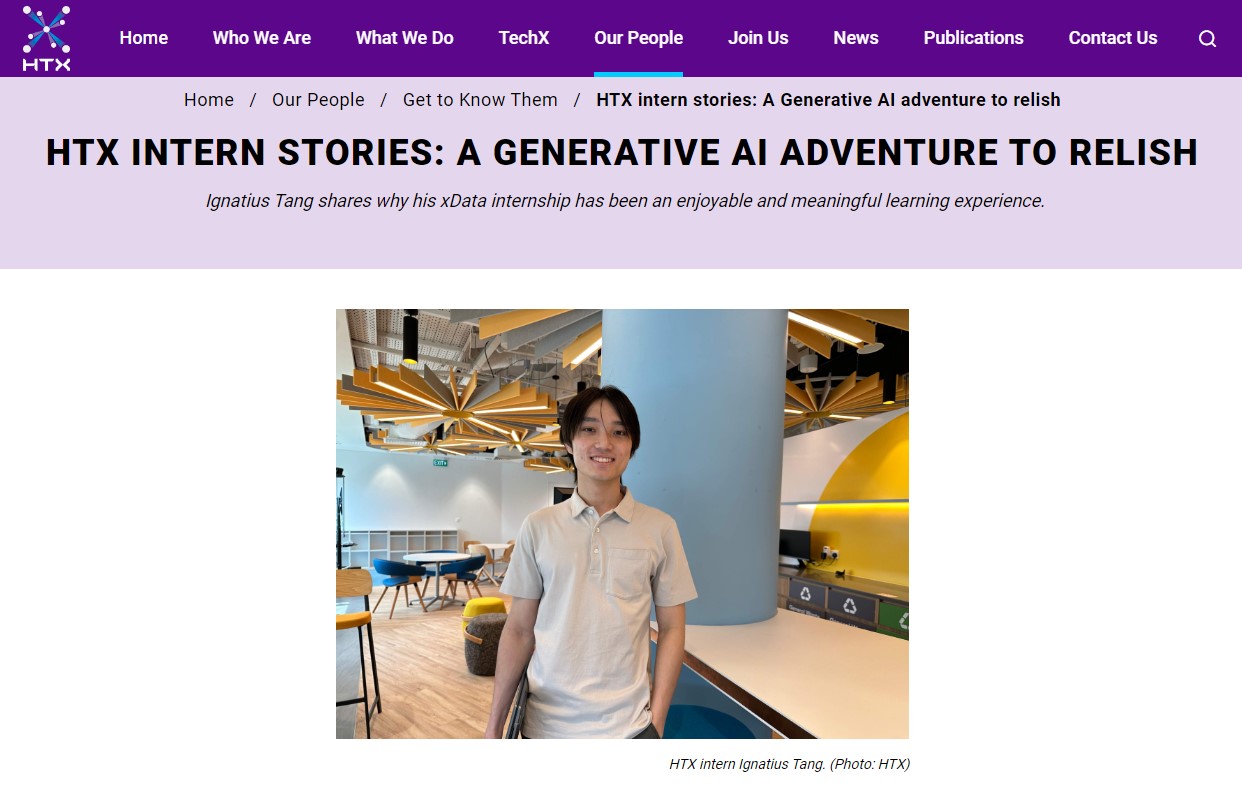 HTX
Home Who We Are What We Do TechX Our People Join Us News Publications Contact Us
Home / Our People / Get to Know Them / HTX intern stories: A Generative AI adventure to relish
HTX INTERN STORIES: A GENERATIVE AI ADVENTURE TO RELISH
Ignatius Tang shares why his xData internship has been an enjoyable and meaningful learning experience.
HTX intern Ignatius Tang. (Photo: HTX)